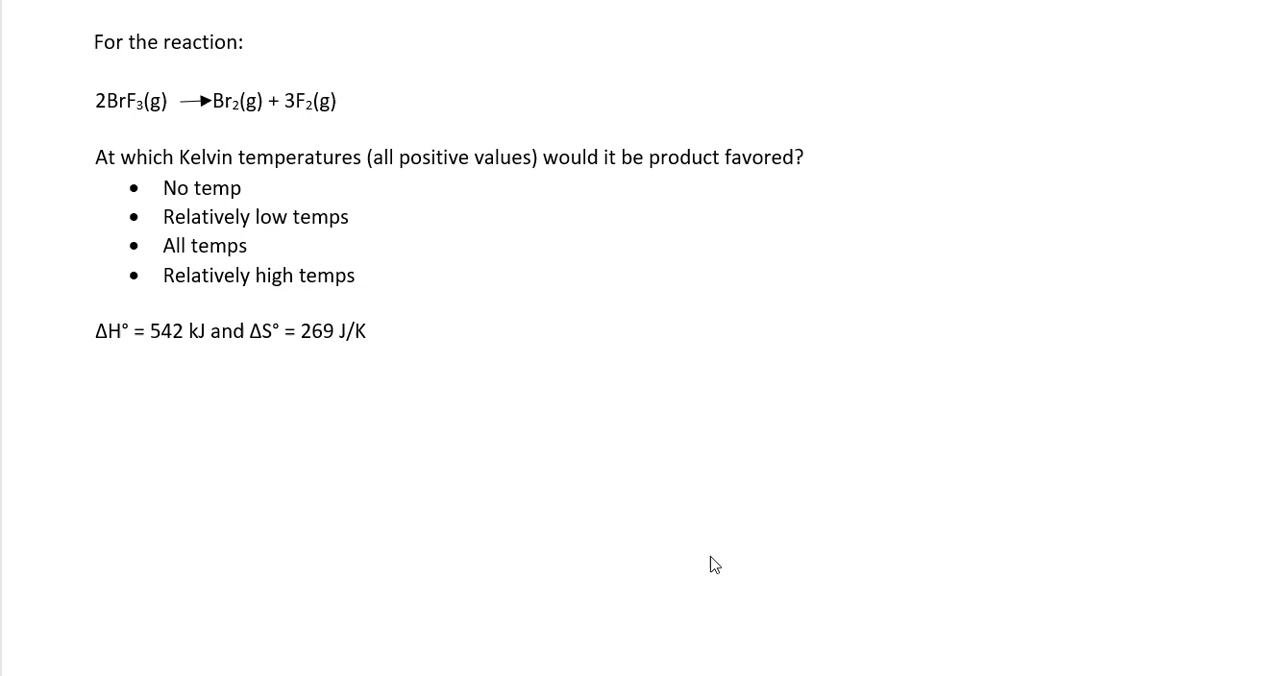 For the reaction:
2BrF₃(g) ⟶Br₂(g) + 3F₂(g)
At which Kelvin temperatures (all positive values) would it be product favored?
• No temp
• Relatively low temps
• All temps
• Relatively high temps
ΔH° = 542 kJ and ΔS° = 269 J/K